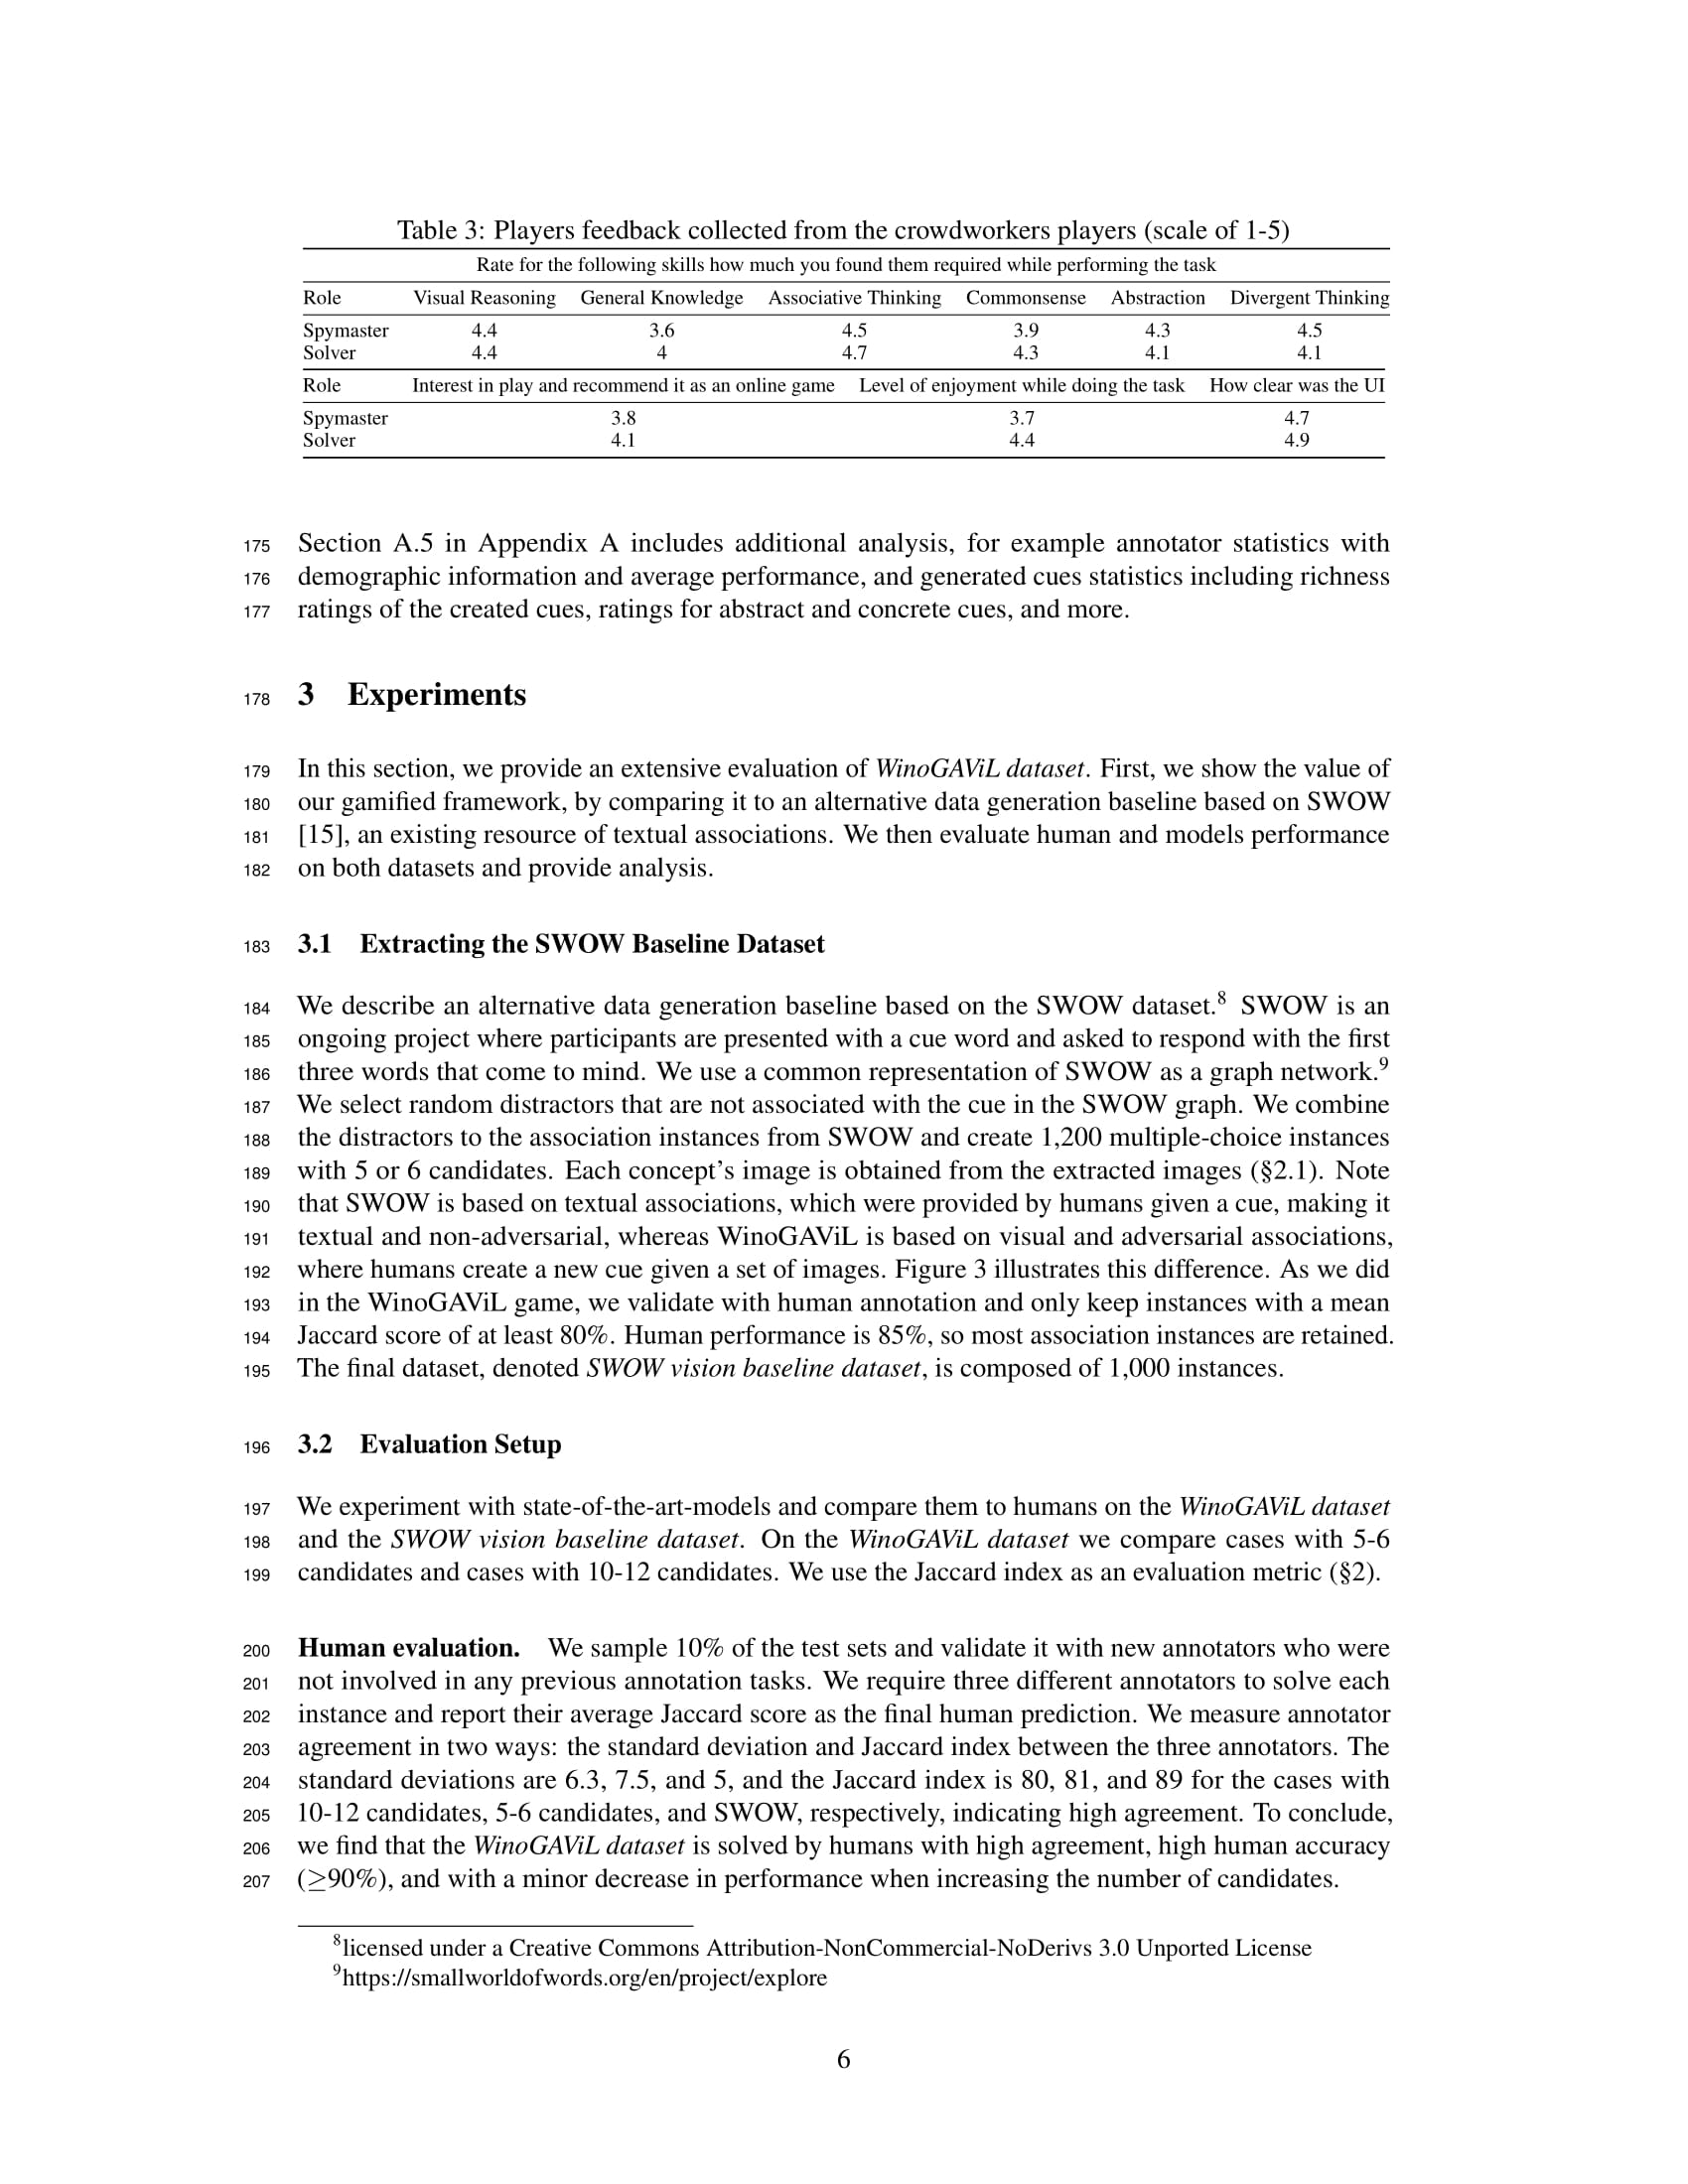 Table 3: Players feedback collected from the crowdworkers players (scale of 1-5)
Rate for the following skills how much you found them required while performing the task
Role Visual Reasoning General Knowledge Associative Thinking Commonsense Abstraction Divergent Thinking
Spymaster 4.4 3.6 4.5 3.9 4.3 4.5
Solver 4.4 4 4.7 4.3 4.1 4.1
Role Interest in play and recommend it as an online game Level of enjoyment while doing the task How clear was the UI
Spymaster 3.8 3.7 4.7
Solver 4.1 4.4 4.9
175 Section A.5 in Appendix A includes additional analysis, for example annotator statistics with
176 demographic information and average performance, and generated cues statistics including richness
177 ratings of the created cues, ratings for abstract and concrete cues, and more.
178 3 Experiments
179 In this section, we provide an extensive evaluation of WinoGAViL dataset. First, we show the value of
180 our gamified framework, by comparing it to an alternative data generation baseline based on SWOW
181 [15], an existing resource of textual associations. We then evaluate human and models performance
182 on both datasets and provide analysis.
183 3.1 Extracting the SWOW Baseline Dataset
184 We describe an alternative data generation baseline based on the SWOW dataset.8 SWOW is an
185 ongoing project where participants are presented with a cue word and asked to respond with the first
186 three words that come to mind. We use a common representation of SWOW as a graph network.9
187 We select random distractors that are not associated with the cue in the SWOW graph. We combine
188 the distractors to the association instances from SWOW and create 1,200 multiple-choice instances
189 with 5 or 6 candidates. Each concept's image is obtained from the extracted images (§2.1). Note
190 that SWOW is based on textual associations, which were provided by humans given a cue, making it
191 textual and non-adversarial, whereas WinoGAViL is based on visual and adversarial associations,
192 where humans create a new cue given a set of images. Figure 3 illustrates this difference. As we did
193 in the WinoGAViL game, we validate with human annotation and only keep instances with a mean
194 Jaccard score of at least 80%. Human performance is 85%, so most association instances are retained.
195 The final dataset, denoted SWOW vision baseline dataset, is composed of 1,000 instances.
196 3.2 Evaluation Setup
197 We experiment with state-of-the-art-models and compare them to humans on the WinoGAViL dataset
198 and the SWOW vision baseline dataset. On the WinoGAViL dataset we compare cases with 5-6
199 candidates and cases with 10-12 candidates. We use the Jaccard index as an evaluation metric (§2).
200 Human evaluation. We sample 10% of the test sets and validate it with new annotators who were
201 not involved in any previous annotation tasks. We require three different annotators to solve each
202 instance and report their average Jaccard score as the final human prediction. We measure annotator
203 agreement in two ways: the standard deviation and Jaccard index between the three annotators. The
204 standard deviations are 6.3, 7.5, and 5, and the Jaccard index is 80, 81, and 89 for the cases with
205 10-12 candidates, 5-6 candidates, and SWOW, respectively, indicating high agreement. To conclude,
206 we find that the WinoGAViL dataset is solved by humans with high agreement, high human accuracy
207 (≥90%), and with a minor decrease in performance when increasing the number of candidates.
8licensed under a Creative Commons Attribution-NonCommercial-NoDerivs 3.0 Unported License
9https://smallworldofwords.org/en/project/explore
6